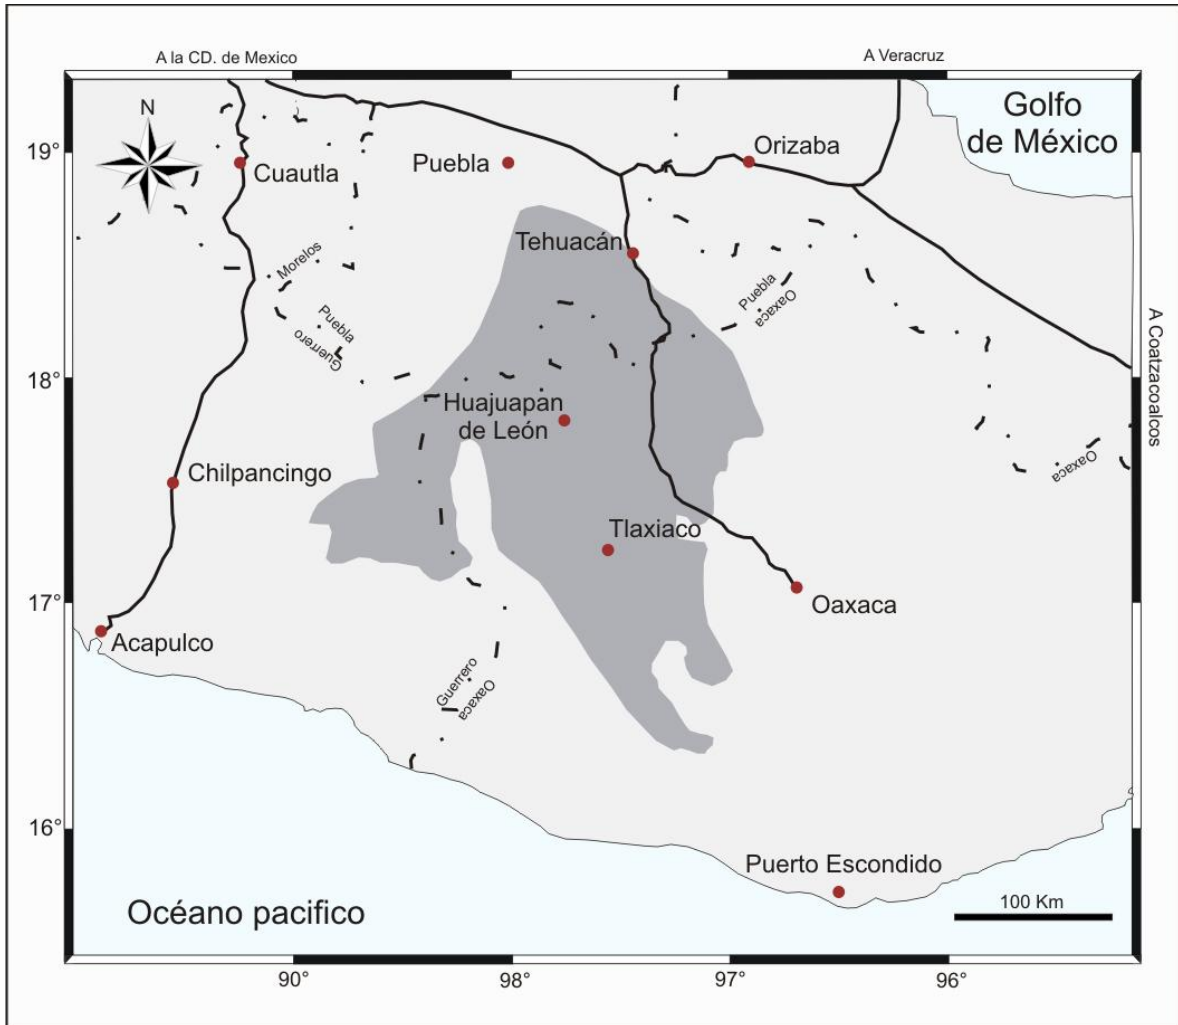 A la CD. de Mexico
A Veracruz
N
Golfo
de México
19°
Cuautla
Puebla
Orizaba
Tehuacán
Morelos
Puebla
Guerrero
Puebla
Oaxaca
A Coatzacoalcos
18°
Huajuapan
de León
Oaxaca
Chilpancingo
Tlaxiaco
17°
Oaxaca
Acapulco
Guerrero
Oaxaca
16°
Puerto Escondido
Océano pacifico
100 Km
90°
98°
97°
96°